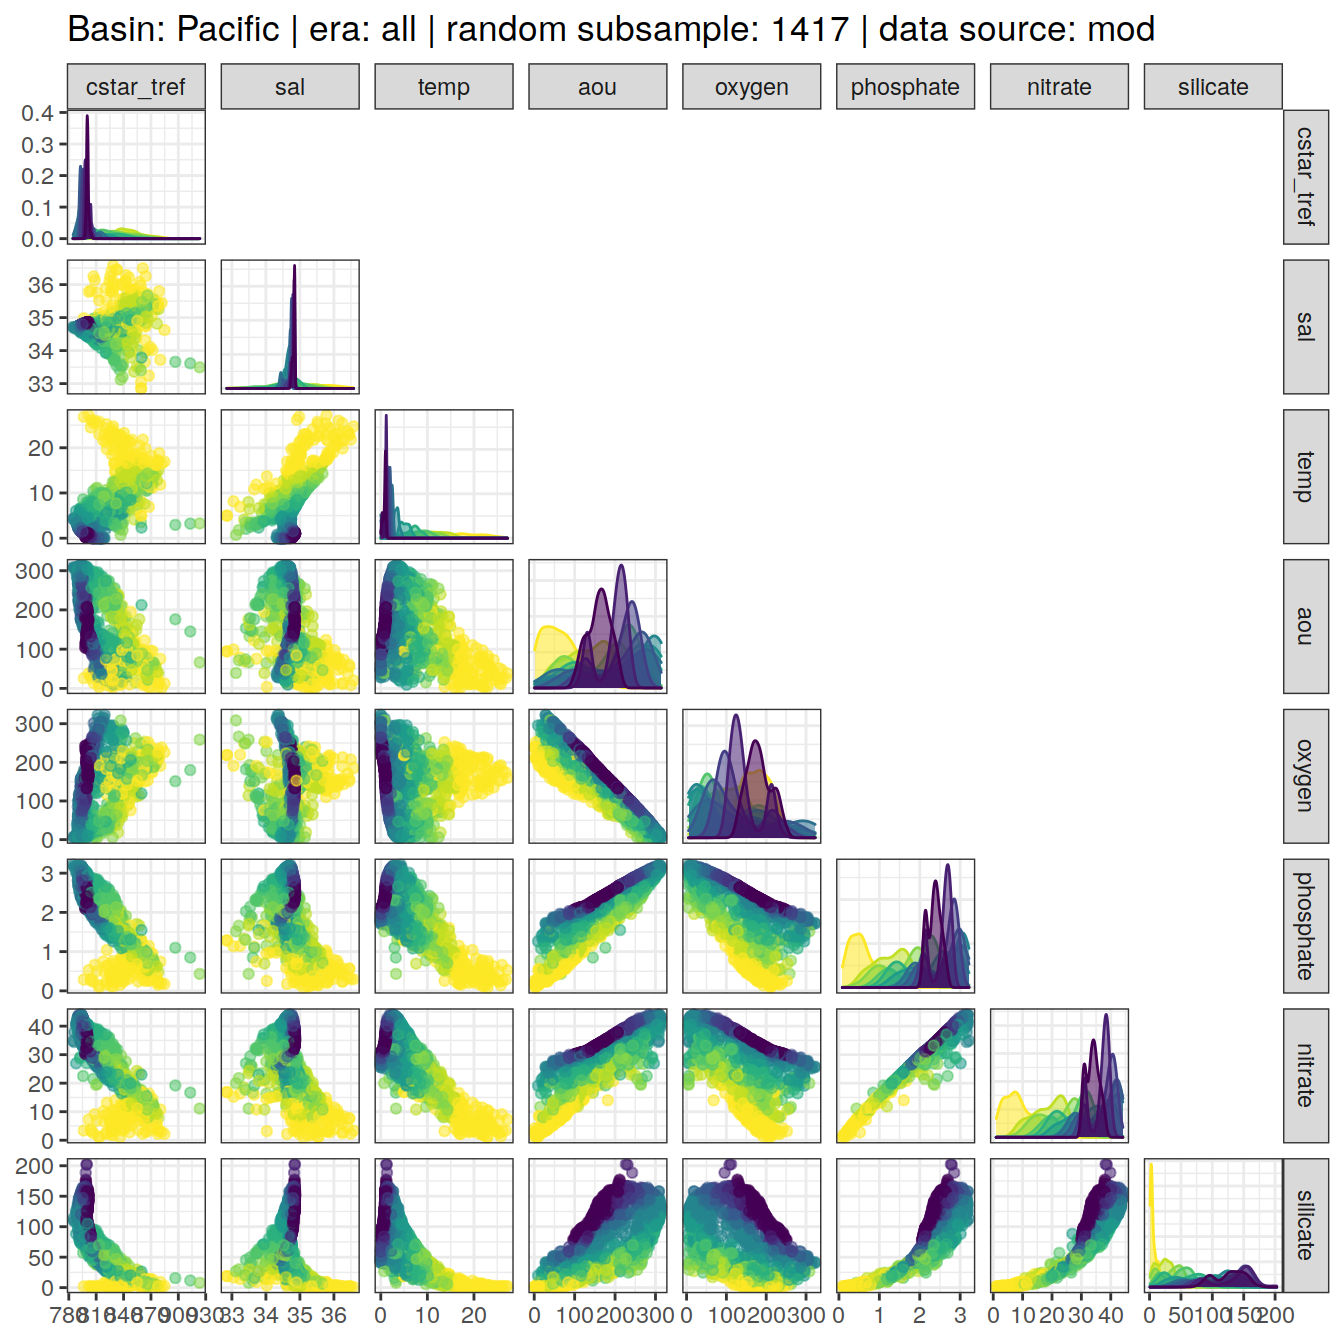 Basin: Pacific | era: all | random subsample: 1417 | data source: mod
cstar_tref sal temp aou oxygen phosphate nitrate silicate
0.4
0.3
0.2
0.1
0.0
cstar_tref
36
35
34
33
sal
20
10
0
temp
300
200
100
0
aou
300
200
100
0
oxygen
3
2
1
0
phosphate
40
30
20
10
0
nitrate
200
150
100
50
0
silicate
33 34 35 36
0 10 20
0 100 200 300
0 100 200 300
0 1 2 3
0 10 20 30 40
0 50 100 150 200